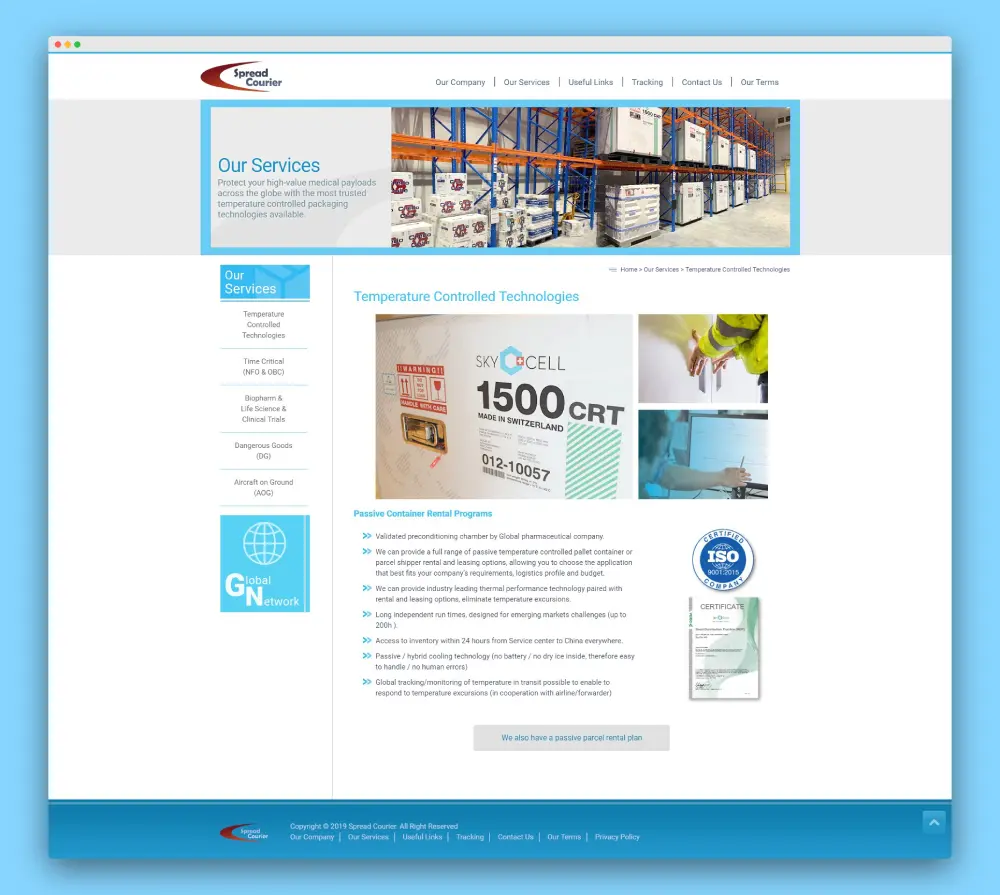 Spread
Courier
Our Company | Our Services | Useful Links | Tracking | Contact Us | Our Terms
Our Services
Protect your high-value medical payloads
across the globe with the most trusted
temperature controlled packaging
technologies available.
1500 CRT
Our
Services
Temperature
Controlled
Technologies
Time Critical
(NFO & OBC)
Biopharm &
Life Science &
Clinical Trials
Dangerous Goods
(DG)
Aircraft on Ground
(AOG)
Global
Network
Home > Our Services > Temperature Controlled Technologies
Temperature Controlled Technologies
!!WARNING!!
HANDLE WITH CARE
SKYCELL
1500 CRT
MADE IN SWITZERLAND
012-10057
Passive Container Rental Programs
Validated preconditioning chamber by Global pharmaceutical company.
We can provide a full range of passive temperature controlled pallet container or
parcel shipper rental and leasing options, allowing you to choose the application
that best fits your company's requirements, logistics profile and budget.
We can provide industry leading thermal performance technology paired with
rental and leasing options, eliminate temperature excursions.
Long independent run times, designed for emerging markets challenges (up to
200h ).
Access to inventory within 24 hours from Service center to China everywhere.
Passive / hybrid cooling technology (no battery / no dry ice inside, therefore easy
to handle / no human errors)
Global tracking/monitoring of temperature in transit possible to enable to
respond to temperature excursions (in cooperation with airline/forwarder)
CERTIFIED
ISO
9001:2015
COMPANY
CERTIFICATE
We also have a passive parcel rental plan
Spread
Courier
Copyright © 2019 Spread Courier. All Right Reserved
Our Company | Our Services | Useful Links | Tracking | Contact Us | Our Terms | Privacy Policy